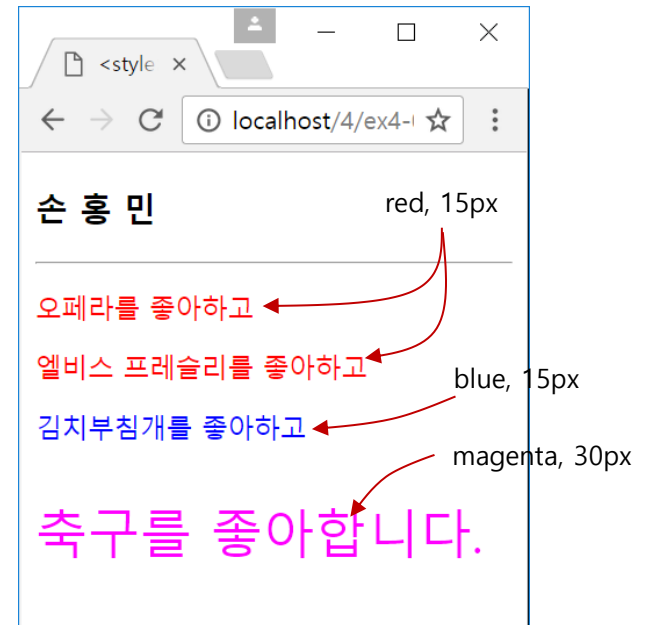 <style
localhost/4/ex4-
손 홍 민
red, 15px
오페라를 좋아하고
엘비스 프레슬리를 좋아하고
blue, 15px
김치부침개를 좋아하고
magenta, 30px
축구를 좋아합니다.